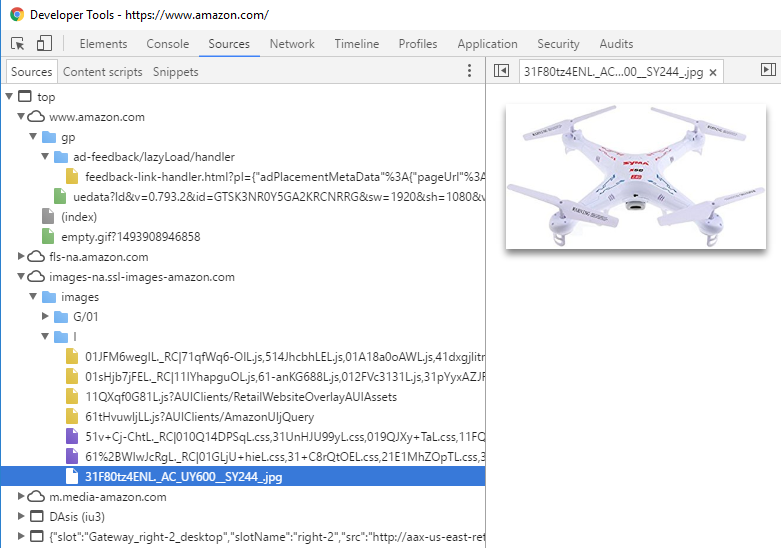 Developer Tools - https://www.amazon.com/
Elements Console Sources Network Timeline Profiles Application Security Audits
Sources Content scripts Snippets
31F80tz4ENL._AC...00__SY244_.jpg ×
top
www.amazon.com
gp
ad-feedback/lazyLoad/handler
feedback-link-handler.html?pl={"adPlacementMetaData"%3A{"pageUrl"%3A
uedata?ld&v=0.793.2&id=GTSK3NR0Y5GA2KRCNRRG&sw=1920&sh=1080&v
(index)
empty.gif?1493908946858
fls-na.amazon.com
images-na.ssl-images-amazon.com
images
G/01
I
01JFM6wegIL._RC|71qfWq6-OIL.js,514JhcbhLEL.js,01A18a0oAWL.js,41dxgjlitr
01sHjb7jFEL._RC|11IYhapguOL.js,61-anKG688L.js,012FVc3131L.js,31pYyxAZJF
11QXqf0G81L.js?AUIClients/RetailWebsiteOverlayAUIAssets
61tHvuwIjLL.js?AUIClients/AmazonUIjQuery
51v+Cj-ChtL._RC|010Q14DPSqL.css,31UnHJU99yL.css,019QJXy+TaL.css,11FQ
61%2BWIwJcRgL._RC|01GLjU+hieL.css,31+C8rQtOEL.css,21E1MhZOpTL.css,3
31F80tz4ENL._AC_UY600__SY244_.jpg
m.media-amazon.com
DAsis (iu3)
{"slot":"Gateway_right-2_desktop","slotName":"right-2","src":"http://aax-us-east-ret
SYMA
X5C